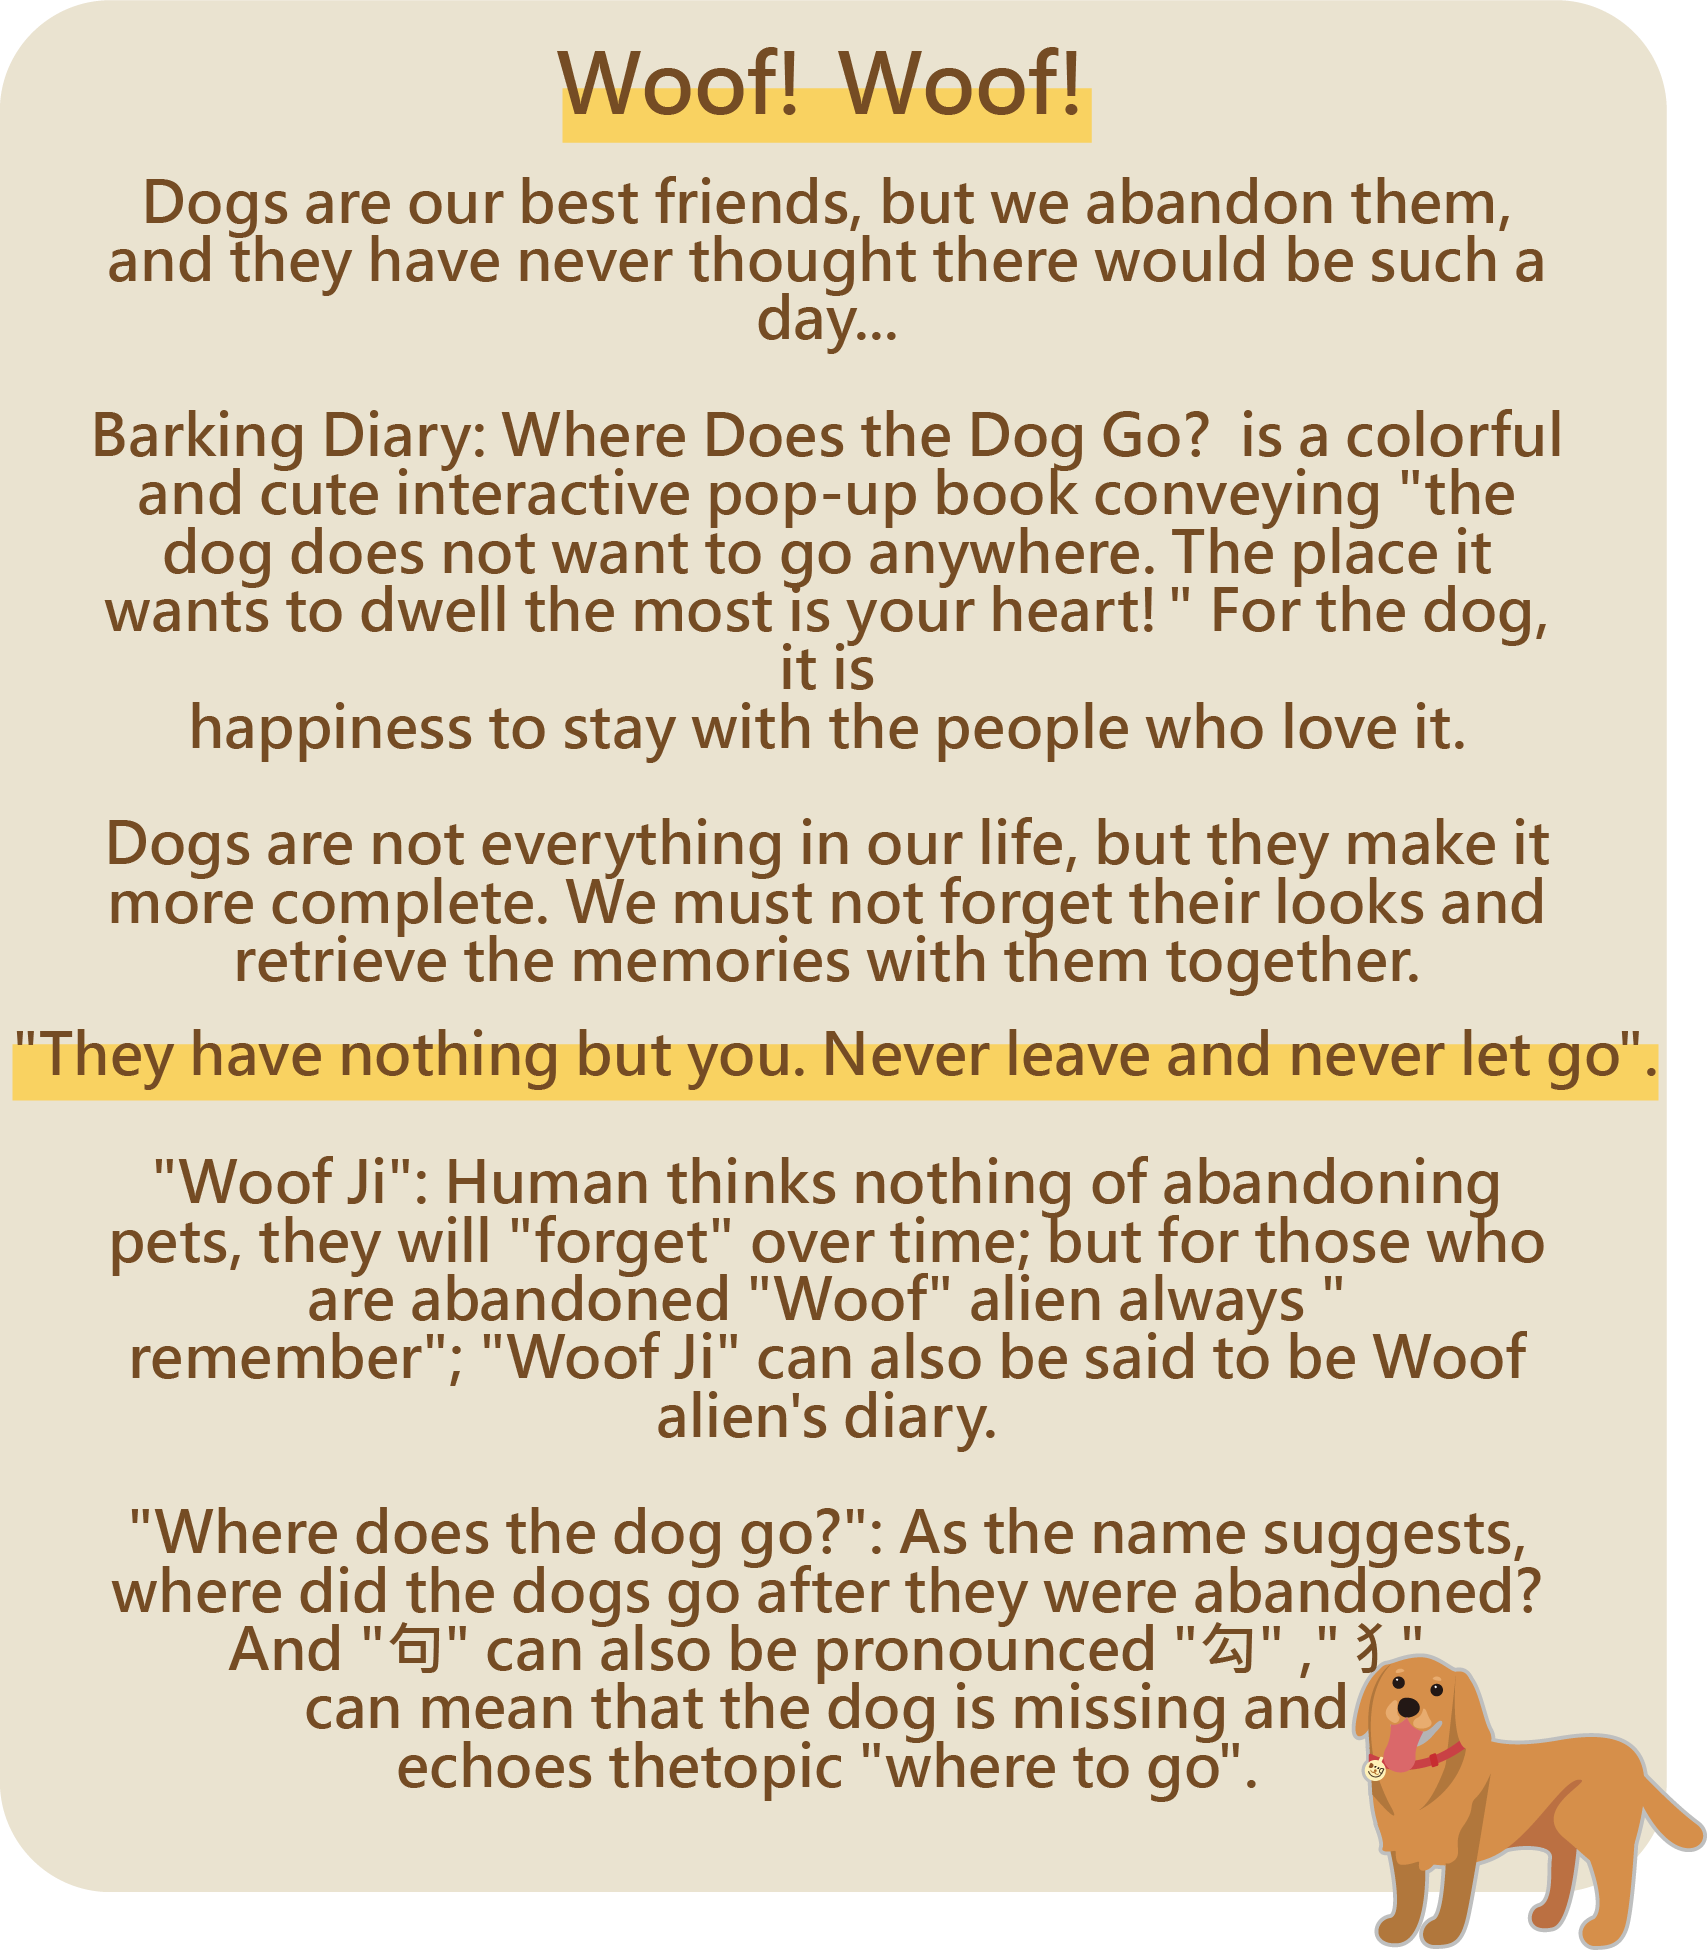 Woof!  Woof!
Dogs are our best friends, but we abandon them,
and they have never thought there would be such a
day...
Barking Diary: Where Does the Dog Go?  is a colorful
and cute interactive pop-up book conveying "the
dog does not want to go anywhere. The place it
wants to dwell the most is your heart! " For the dog,
it is
happiness to stay with the people who love it.
Dogs are not everything in our life, but they make it
more complete. We must not forget their looks and
retrieve the memories with them together.
"They have nothing but you. Never leave and never let go".
"Woof Ji": Human thinks nothing of abandoning
pets, they will "forget" over time; but for those who
are abandoned "Woof" alien always "
remember"; "Woof Ji" can also be said to be Woof
alien's diary.
"Where does the dog go?": As the name suggests,
where did the dogs go after they were abandoned?
And "句" can also be pronounced "勾" ," 犭"
can mean that the dog is missing and
echoes thetopic "where to go".